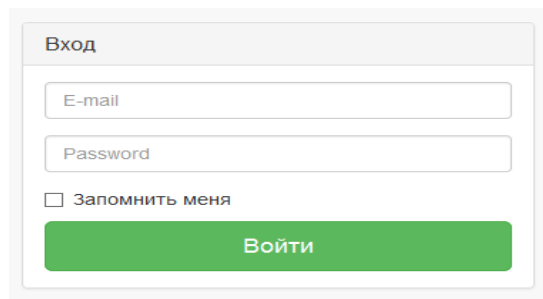 Вход
E-mail
Password
Запомнить меня
Войти